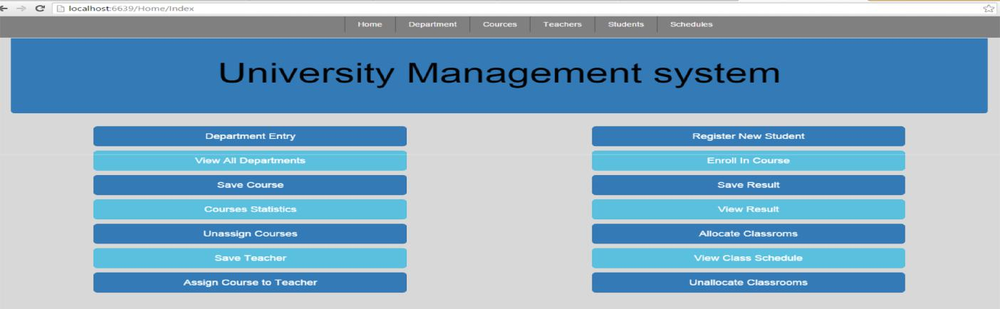 localhost:6639/Home/Index
Home Department Cources Teachers Students Schedules
University Management system
Department Entry
View All Departments
Save Course
Courses Statistics
Unassign Courses
Save Teacher
Assign Course to Teacher
Register New Student
Enroll In Course
Save Result
View Result
Allocate Classroms
View Class Schedule
Unallocate Classrooms